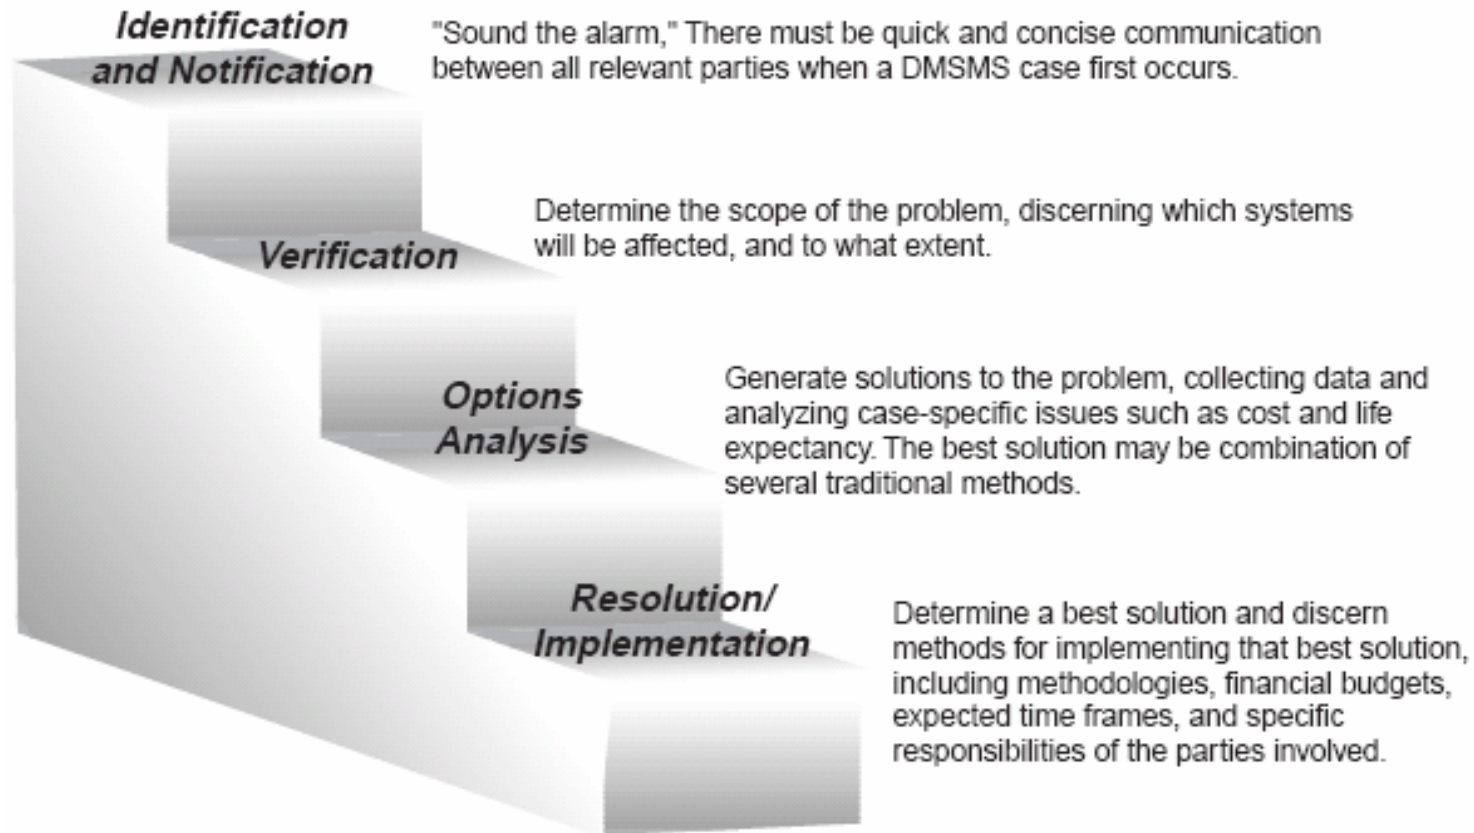 Identification
and Notification
"Sound the alarm," There must be quick and concise communication
between all relevant parties when a DMSMS case first occurs.
Verification
Determine the scope of the problem, discerning which systems
will be affected, and to what extent.
Options
Analysis
Generate solutions to the problem, collecting data and
analyzing case-specific issues such as cost and life
expectancy. The best solution may be combination of
several traditional methods.
Resolution/
Implementation
Determine a best solution and discern
methods for implementing that best solution,
including methodologies, financial budgets,
expected time frames, and specific
responsibilities of the parties involved.